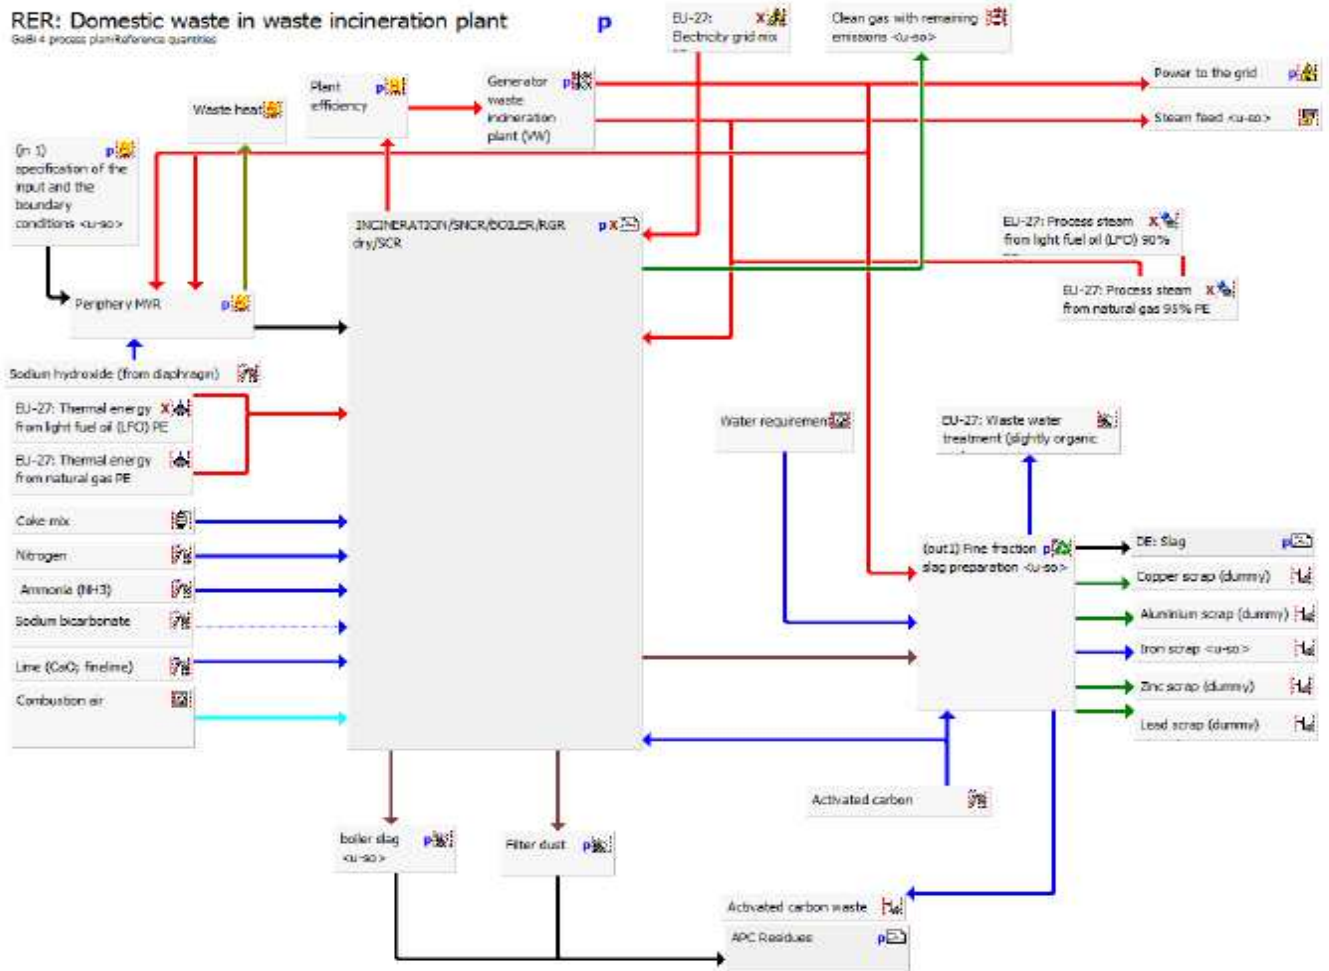 RER: Domestic waste in waste incineration plant
p
GaBi 4 process plan:Reference quantities
EU-27:
Electricity grid mix
Clean gas with remaining
emissions <u-so>
Power to the grid
Steam feed <u-so>
Generator
waste
incineration
plant (VW)
Plant
efficiency
Waste heat
(in 1)
specification of the
input and the
boundary
conditions <u-so>
INCINERATION/SNCR/BOILER/RGR
dry/SCR
EU-27: Process steam
from light fuel oil (LFO) 90%
EU-27: Process steam
from natural gas 95% PE
Periphery MVR
Sodium hydroxide (from diaphragm)
EU-27: Thermal energy
from light fuel oil (LFO) PE
EU-27: Thermal energy
from natural gas PE
Water requirement
EU-27: Waste water
treatment (slightly organic
Coke mix
Nitrogen
Ammonia (NH3)
Sodium bicarbonate
Lime (CaO; finelime)
Combustion air
(out1) Fine fraction
slag preparation <u-so>
DE: Slag
Copper scrap (dummy)
Aluminium scrap (dummy)
Iron scrap <u-so>
Zinc scrap (dummy)
Lead scrap (dummy)
Activated carbon
boiler slag
<u-so>
Filter dust
Activated carbon waste
APC Residues